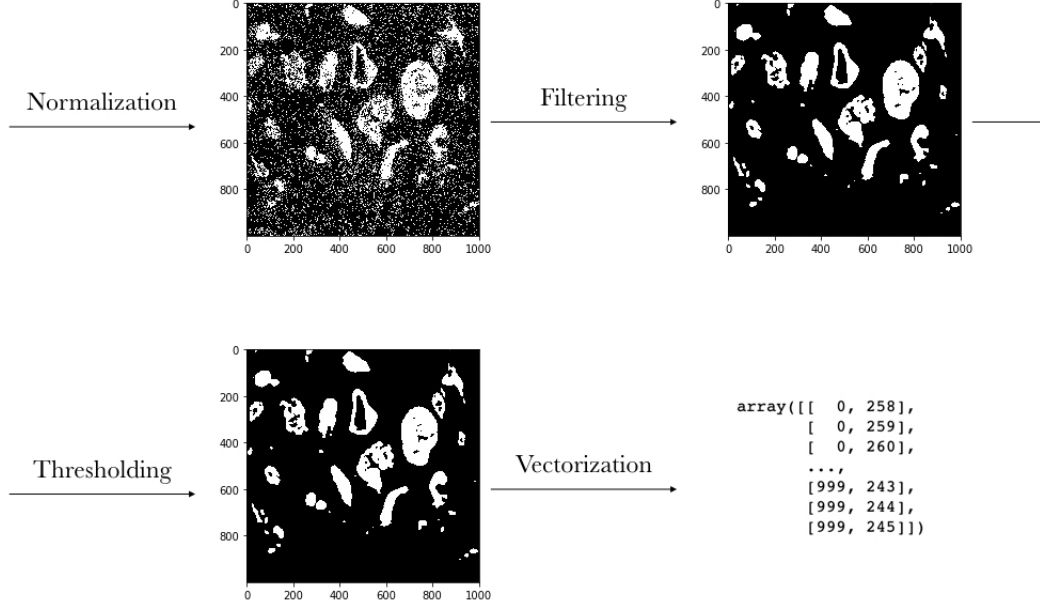 Normalization
0
200
400
600
800
0 200 400 600 800 1000
Filtering
0
200
400
600
800
0 200 400 600 800 1000
Thresholding
0
200
400
600
800
0 200 400 600 800 1000
Vectorization
array([[  0, 258],
[  0, 259],
[  0, 260],
...,
[999, 243],
[999, 244],
[999, 245]])